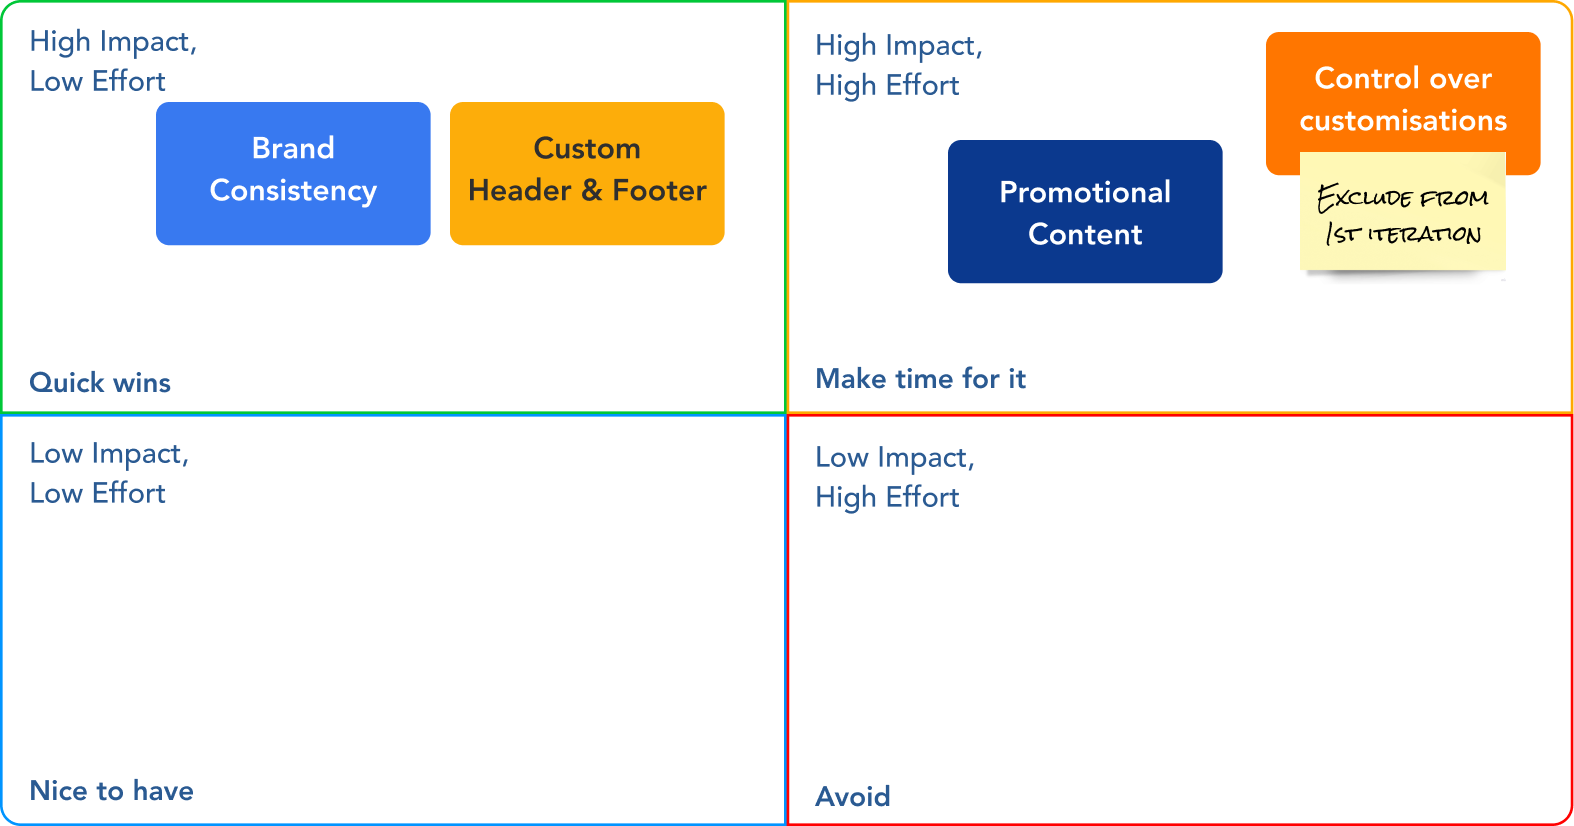 High Impact,
Low Effort
Brand
Consistency
Custom
Header & Footer
Quick wins
High Impact,
High Effort
Control over
customisations
Promotional
Content
Exclude from
1st iteration
Make time for it
Low Impact,
Low Effort
Nice to have
Low Impact,
High Effort
Avoid